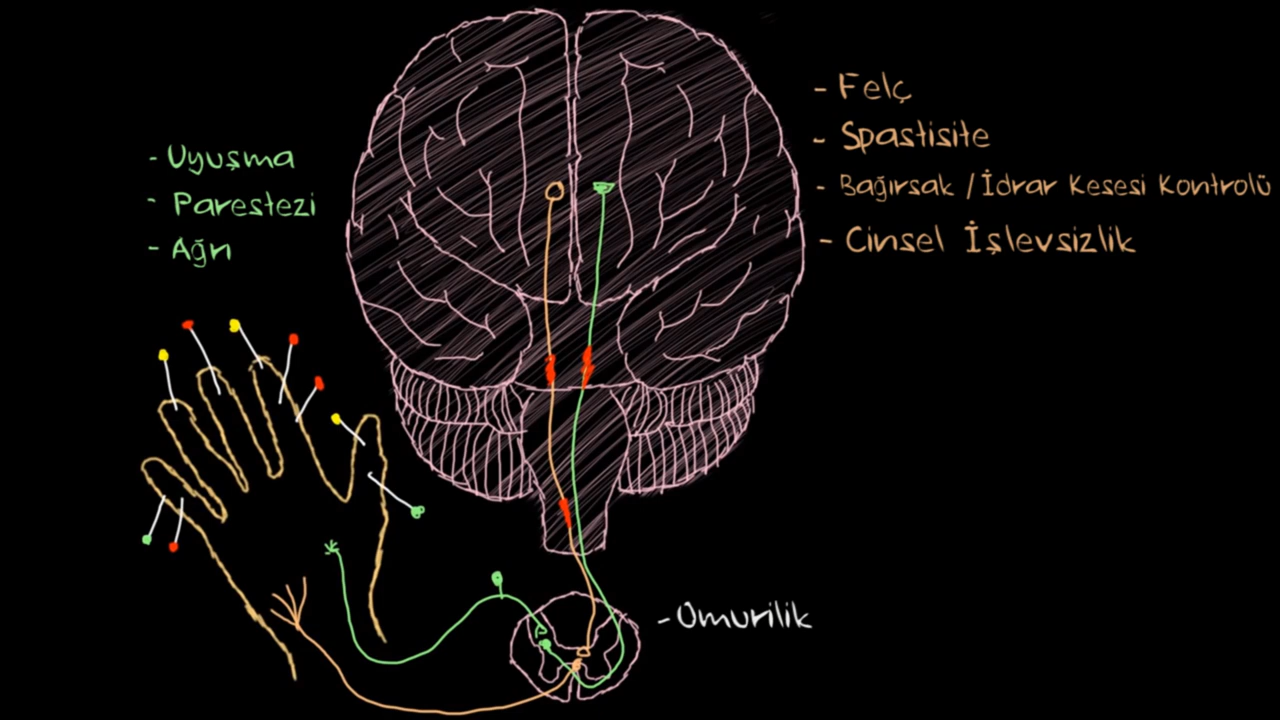 - Uyuşma
- Parestezi
- Ağrı
- Felç
- Spastisite
- Bağırsak / İdrar Kesesi Kontrolü
- Cinsel İşlevsizlik
- Omurilik